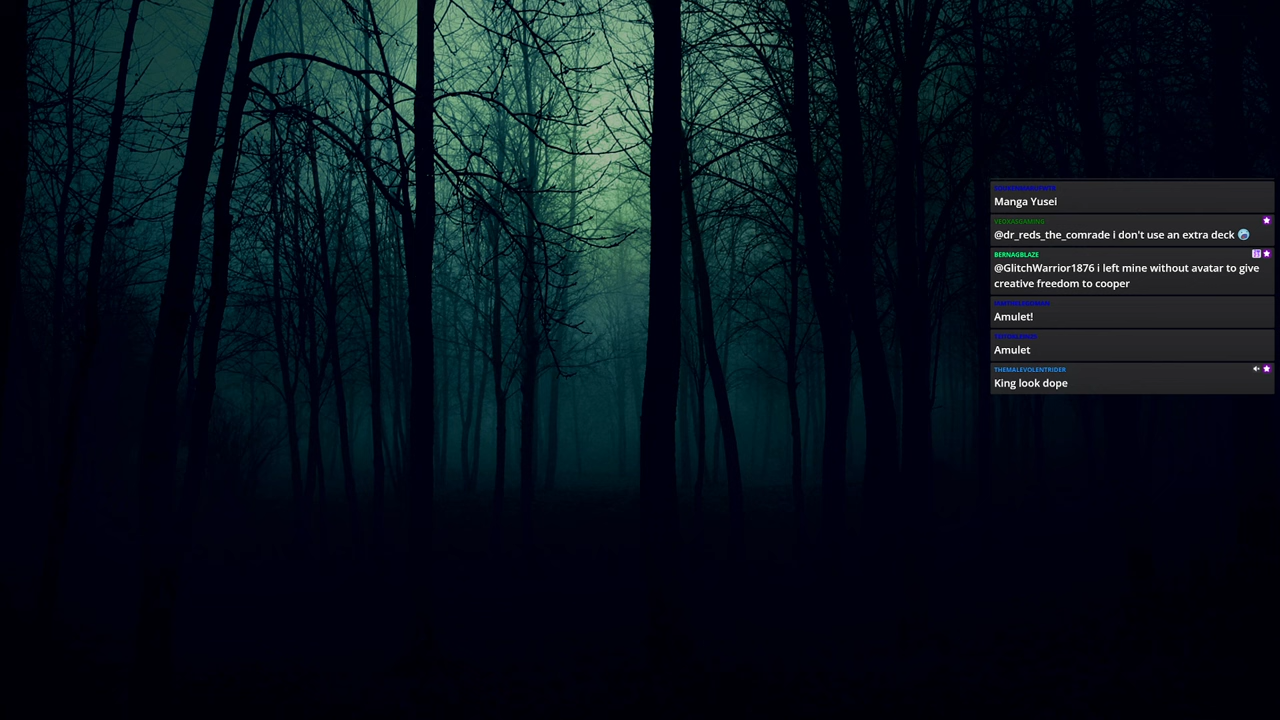 Manga Yusei
VEOXASGAMING
@dr_reds_the_comrade i don't use an extra deck
BERNAGBLAZE
@GlitchWarrior1876 i left mine without avatar to give
creative freedom to cooper
Amulet!
Amulet
THEMALEVOLENTRIDER
King look dope